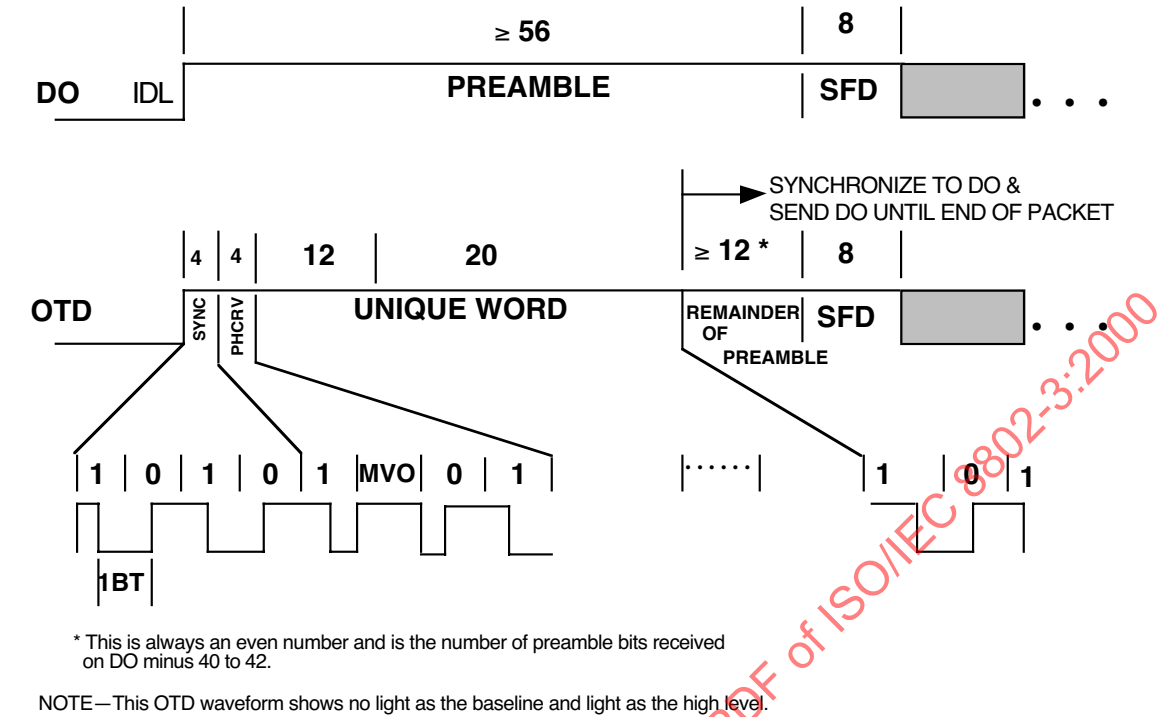 ≥ 56 8
DO IDL PREAMBLE SFD . . .
SYNCHRONIZE TO DO &
SEND DO UNTIL END OF PACKET
4 4 12 20 ≥ 12 * 8
OTD SYNC PHCRV UNIQUE WORD REMAINDER OF PREAMBLE SFD . . .
1 0 1 0 1 MVO 0 1 ...... 1 0 1
1BT
* This is always an even number and is the number of preamble bits received
on DO minus 40 to 42.
NOTE—This OTD waveform shows no light as the baseline and light as the high level.
PDF of ISO/IEC 8802-3:2000